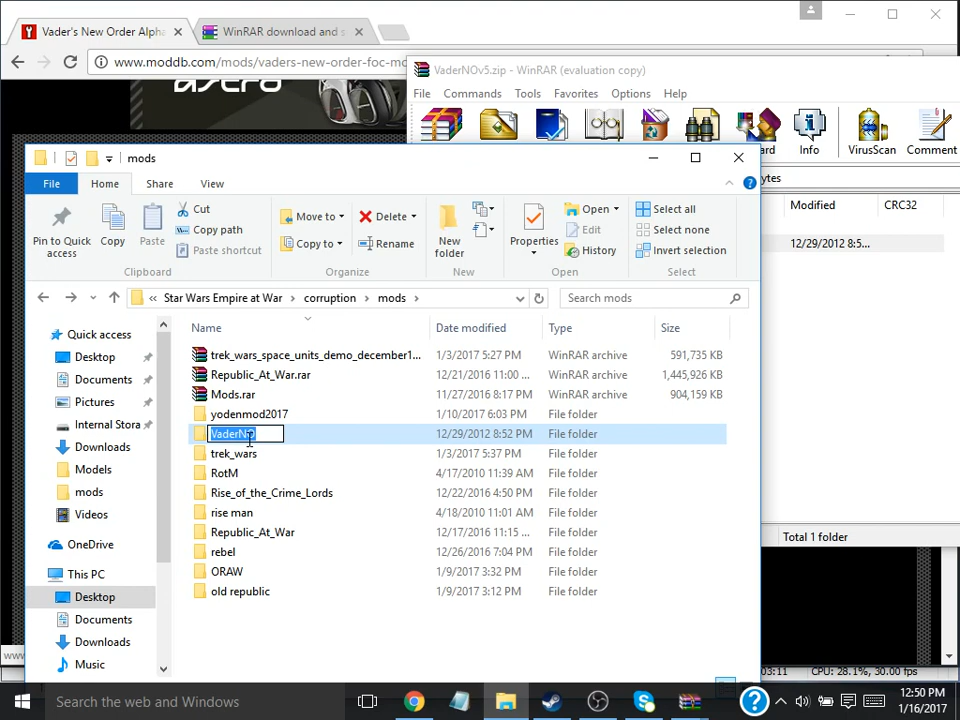 Vader's New Order Alpha
WinRAR download and s
www.moddb.com/mods/vaders-new-order-foc-mo
VaderNOv5.zip - WinRAR (evaluation copy)
File Commands Tools Favorites Options Help
ard Info VirusScan Comment
ytes
Modified CRC32
12/29/2012 8:5...
Total 1 folder
mods
File Home Share View
Pin to Quick access
Copy
Paste
Cut
Copy path
Paste shortcut
Clipboard
Move to
Copy to
Delete
Rename
Organize
New folder
New
Properties
Open
Edit
History
Open
Select all
Select none
Invert selection
Select
« Star Wars Empire at War > corruption > mods >
Search mods
Quick access
Desktop
Documents
Pictures
Internal Stora
Downloads
Models
mods
Videos
OneDrive
This PC
Desktop
Documents
Downloads
Music
Name Date modified Type Size
trek_wars_space_units_demo_december1... 1/3/2017 5:27 PM WinRAR archive 591,735 KB
Republic_At_War.rar 12/21/2016 11:00 ... WinRAR archive 1,445,926 KB
Mods.rar 11/27/2016 8:17 PM WinRAR archive 904,159 KB
yodenmod2017 1/10/2017 6:03 PM File folder
VaderNO 12/29/2012 8:52 PM File folder
trek_wars 1/3/2017 5:37 PM File folder
RotM 4/17/2010 11:39 AM File folder
Rise_of_the_Crime_Lords 12/22/2016 4:50 PM File folder
rise man 4/18/2010 11:01 AM File folder
Republic_At_War 12/17/2016 11:15 ... File folder
rebel 12/26/2016 7:04 PM File folder
ORAW 1/9/2017 3:32 PM File folder
old republic 1/9/2017 3:12 PM File folder
www
03:11 CPU: 28.1%, 30.00 fps
Search the web and Windows
12:50 PM
1/16/2017